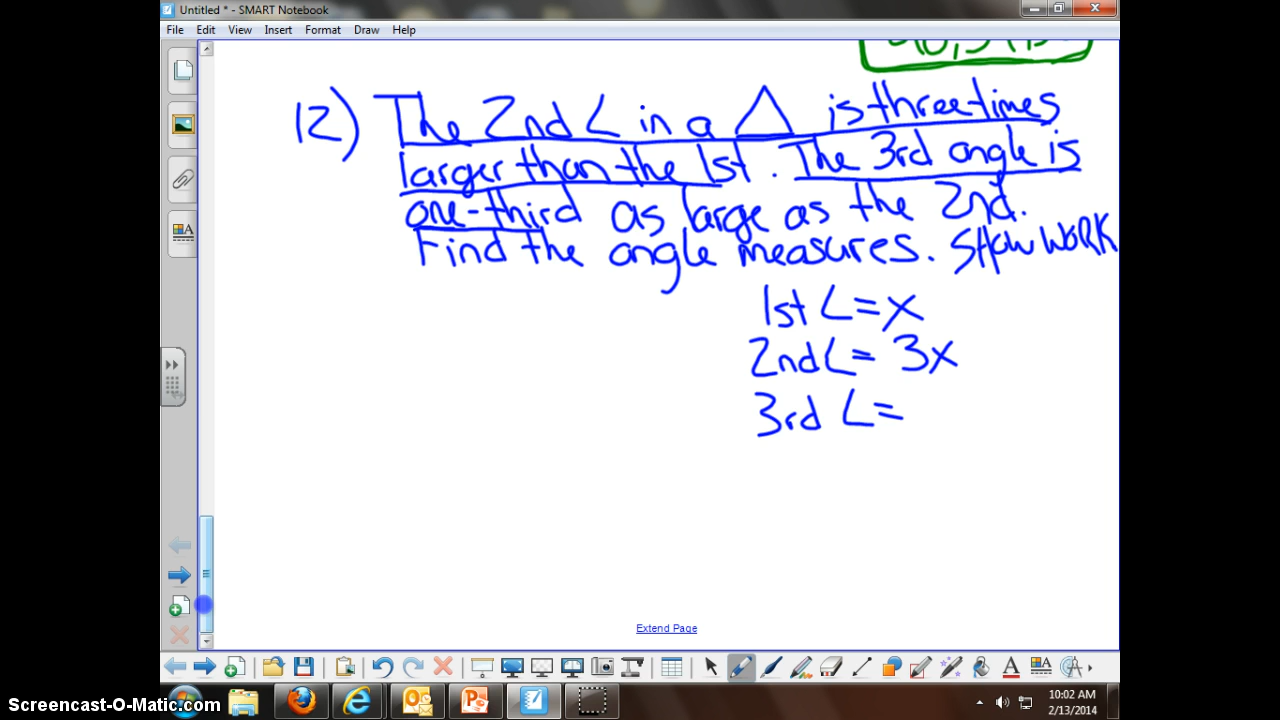 Untitled * - SMART Notebook
File Edit View Insert Format Draw Help
12) The 2nd ∠ in a △ is three times
larger than the 1st. The 3rd angle is
one-third as large as the 2nd.
Find the angle measures. SHOW WORK
1st ∠ = x
2nd ∠ = 3x
3rd ∠ =
Extend Page
Screencast-O-Matic.com
10:02 AM
2/13/2014